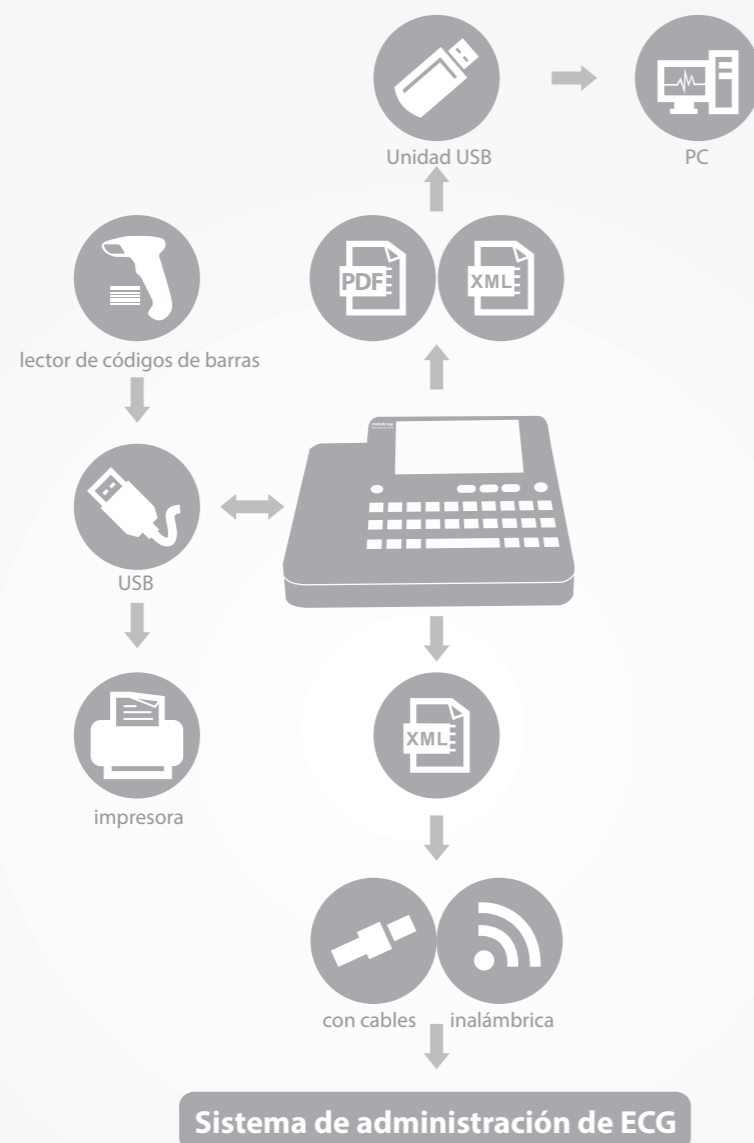 Unidad USB
PC
PDF
XML
lector de códigos de barras
USB
XML
impresora
con cables
inalámbrica
Sistema de administración de ECG